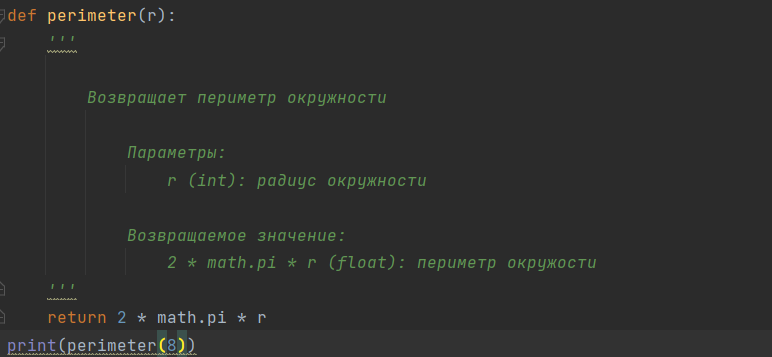 def perimeter(r):
'''
Возвращает периметр окружности
Параметры:
r (int): радиус окружности
Возвращаемое значение:
2 * math.pi * r (float): периметр окружости
'''
return 2 * math.pi * r
print(perimeter(8))